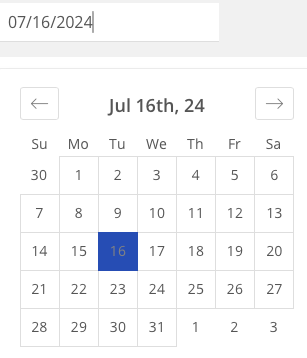 07/16/2024
Jul 16th, 24
Su Mo Tu We Th Fr Sa
30 1 2 3 4 5 6
7 8 9 10 11 12 13
14 15 16 17 18 19 20
21 22 23 24 25 26 27
28 29 30 31 1 2 3